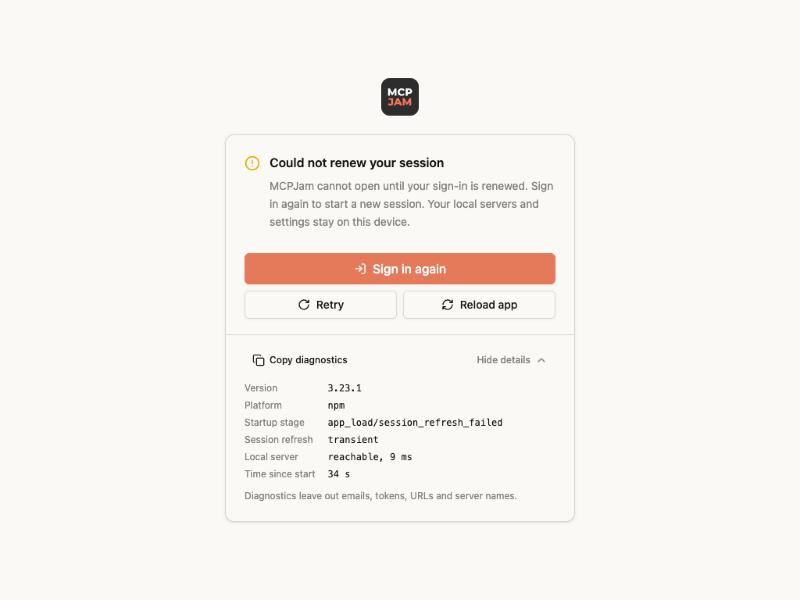 MCP
JAM
Could not renew your session
MCPJam cannot open until your sign-in is renewed. Sign
in again to start a new session. Your local servers and
settings stay on this device.
Sign in again
Retry
Reload app
Copy diagnostics
Hide details
Version 3.23.1
Platform npm
Startup stage app_load/session_refresh_failed
Session refresh transient
Local server reachable, 9 ms
Time since start 34 s
Diagnostics leave out emails, tokens, URLs and server names.